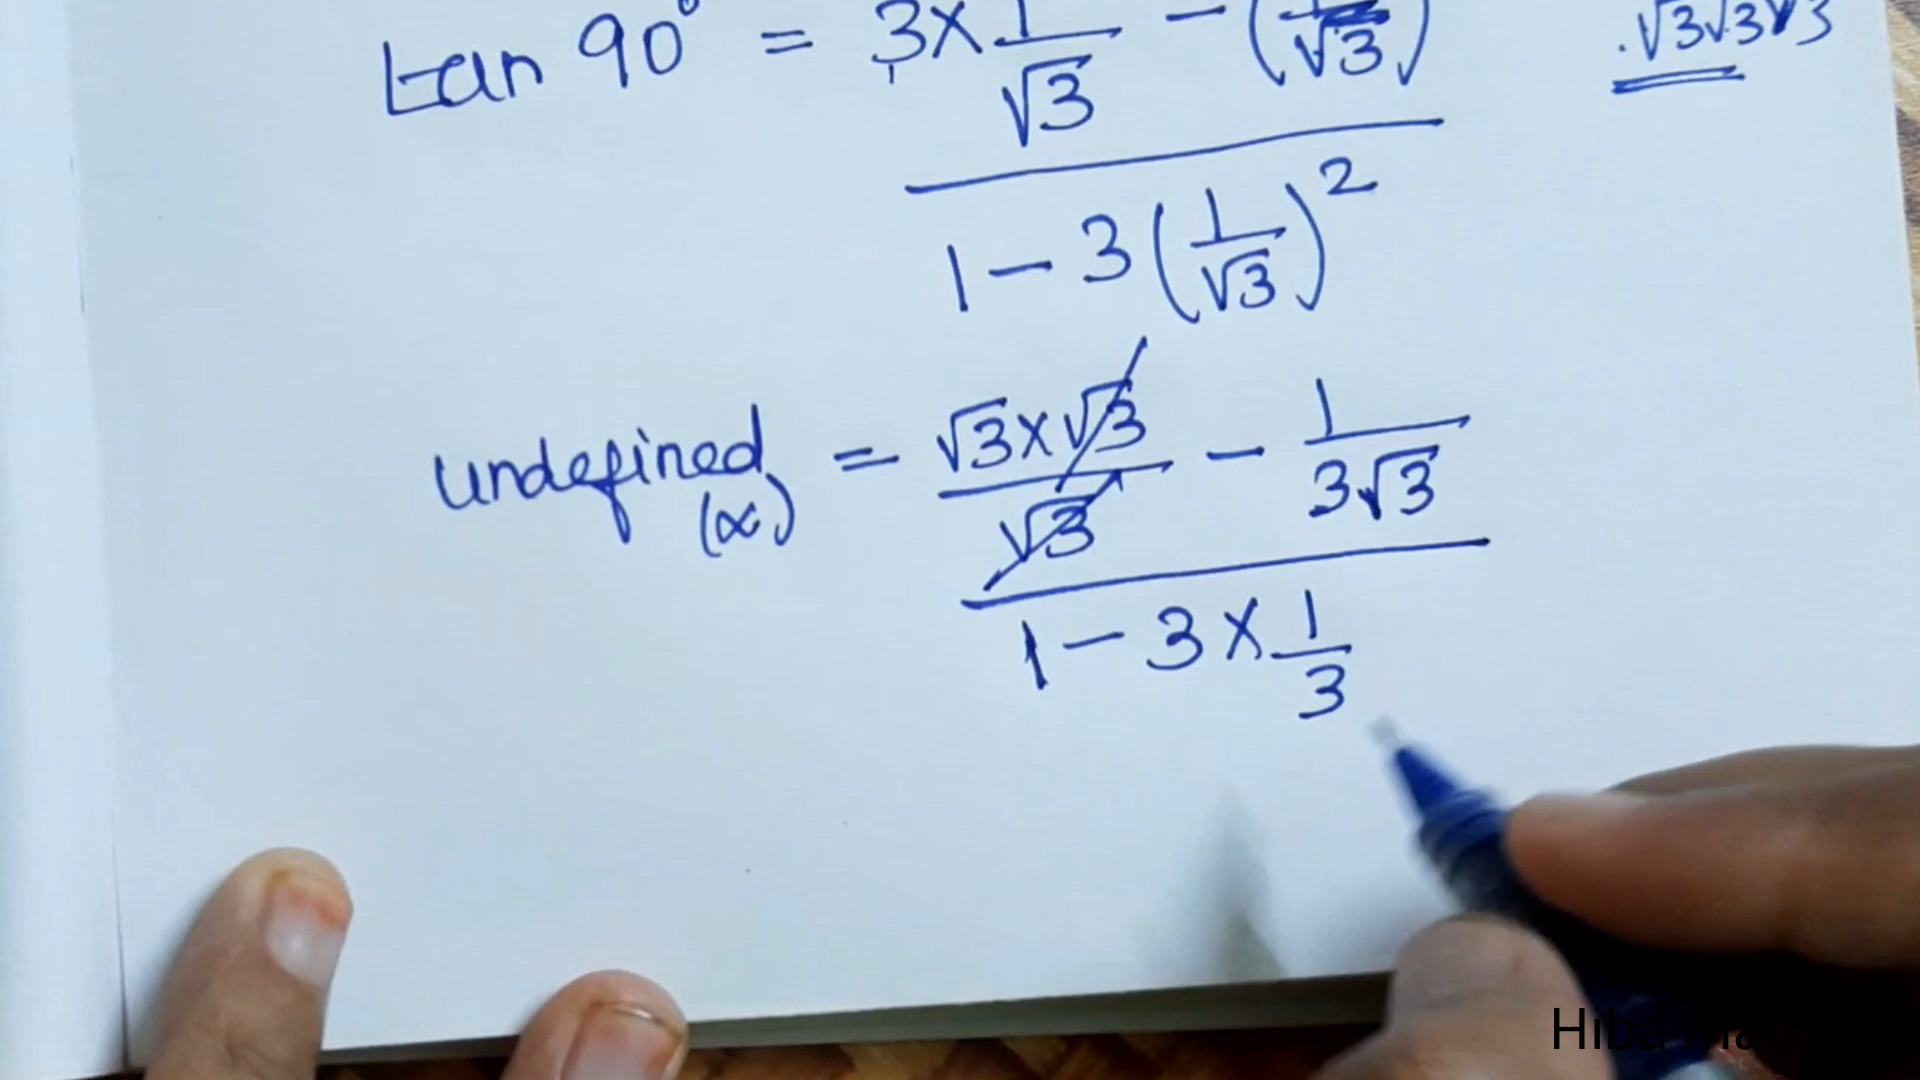 tan 90° = 3×1/√3 − (1/√3)
.√3√3√3
1 − 3(1/√3)²
undefined (∝) = √3×√3/√3 − 1/3√3
1 − 3×1/3
Hiba